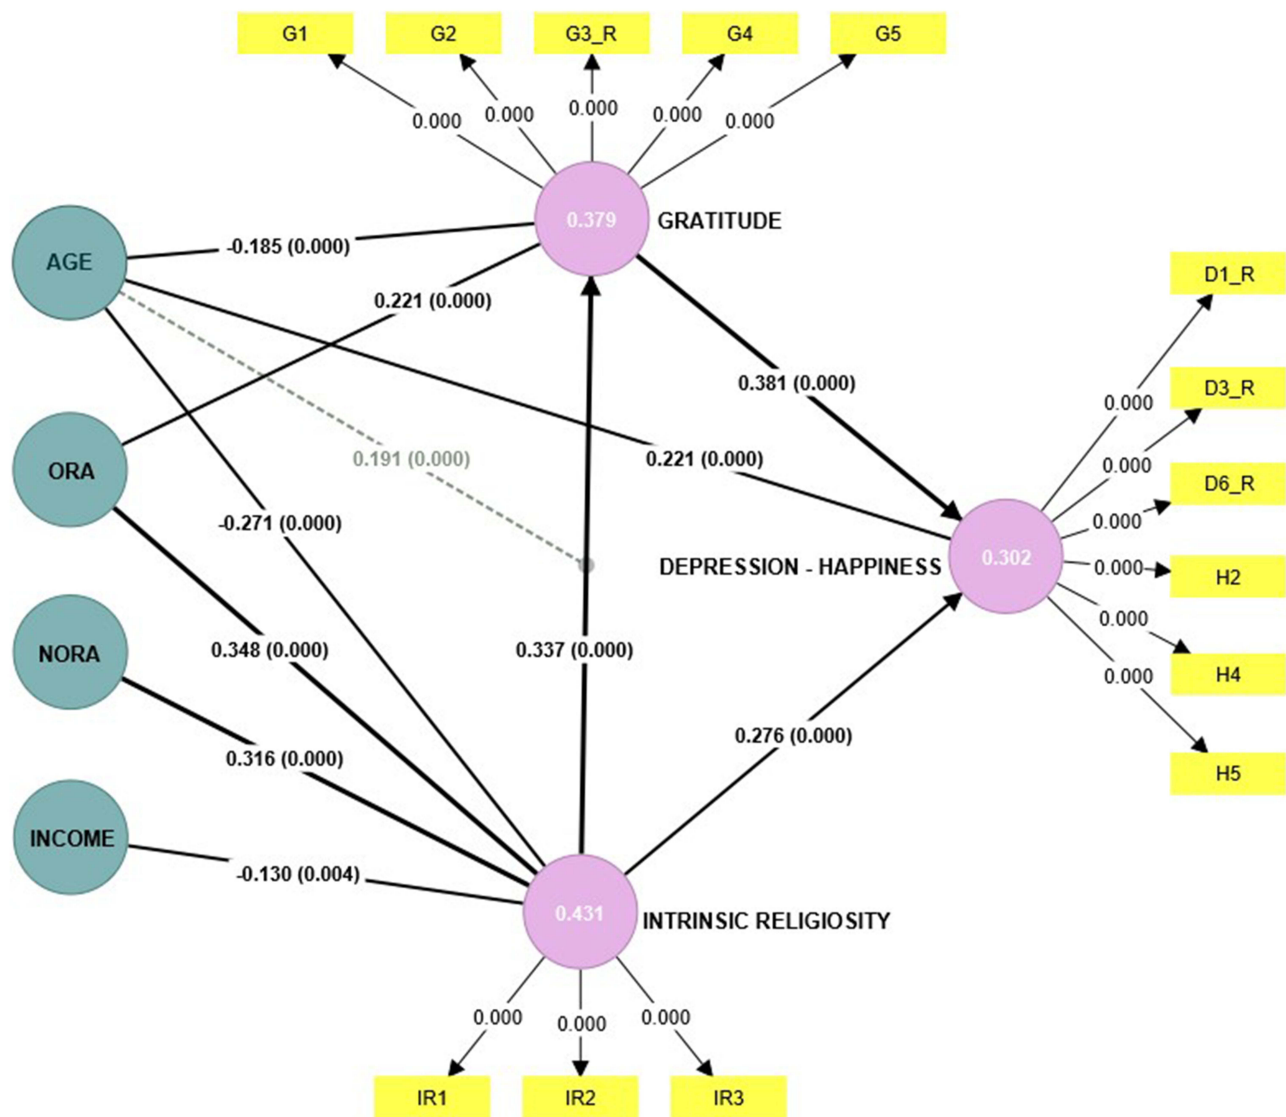 G1
G2
G3_R
G4
G5
0.000
0.000
0.000
0.000
0.000
0.379
GRATITUDE
AGE
-0.185 (0.000)
0.221 (0.000)
D1_R
D3_R
D6_R
H2
H4
H5
0.381 (0.000)
0.000
0.000
0.000
0.000
0.000
0.000
ORA
0.191 (0.000)
0.221 (0.000)
-0.271 (0.000)
DEPRESSION - HAPPINESS
0.302
NORA
0.348 (0.000)
0.337 (0.000)
0.316 (0.000)
0.276 (0.000)
INCOME
-0.130 (0.004)
0.431
INTRINSIC RELIGIOSITY
0.000
0.000
0.000
IR1
IR2
IR3